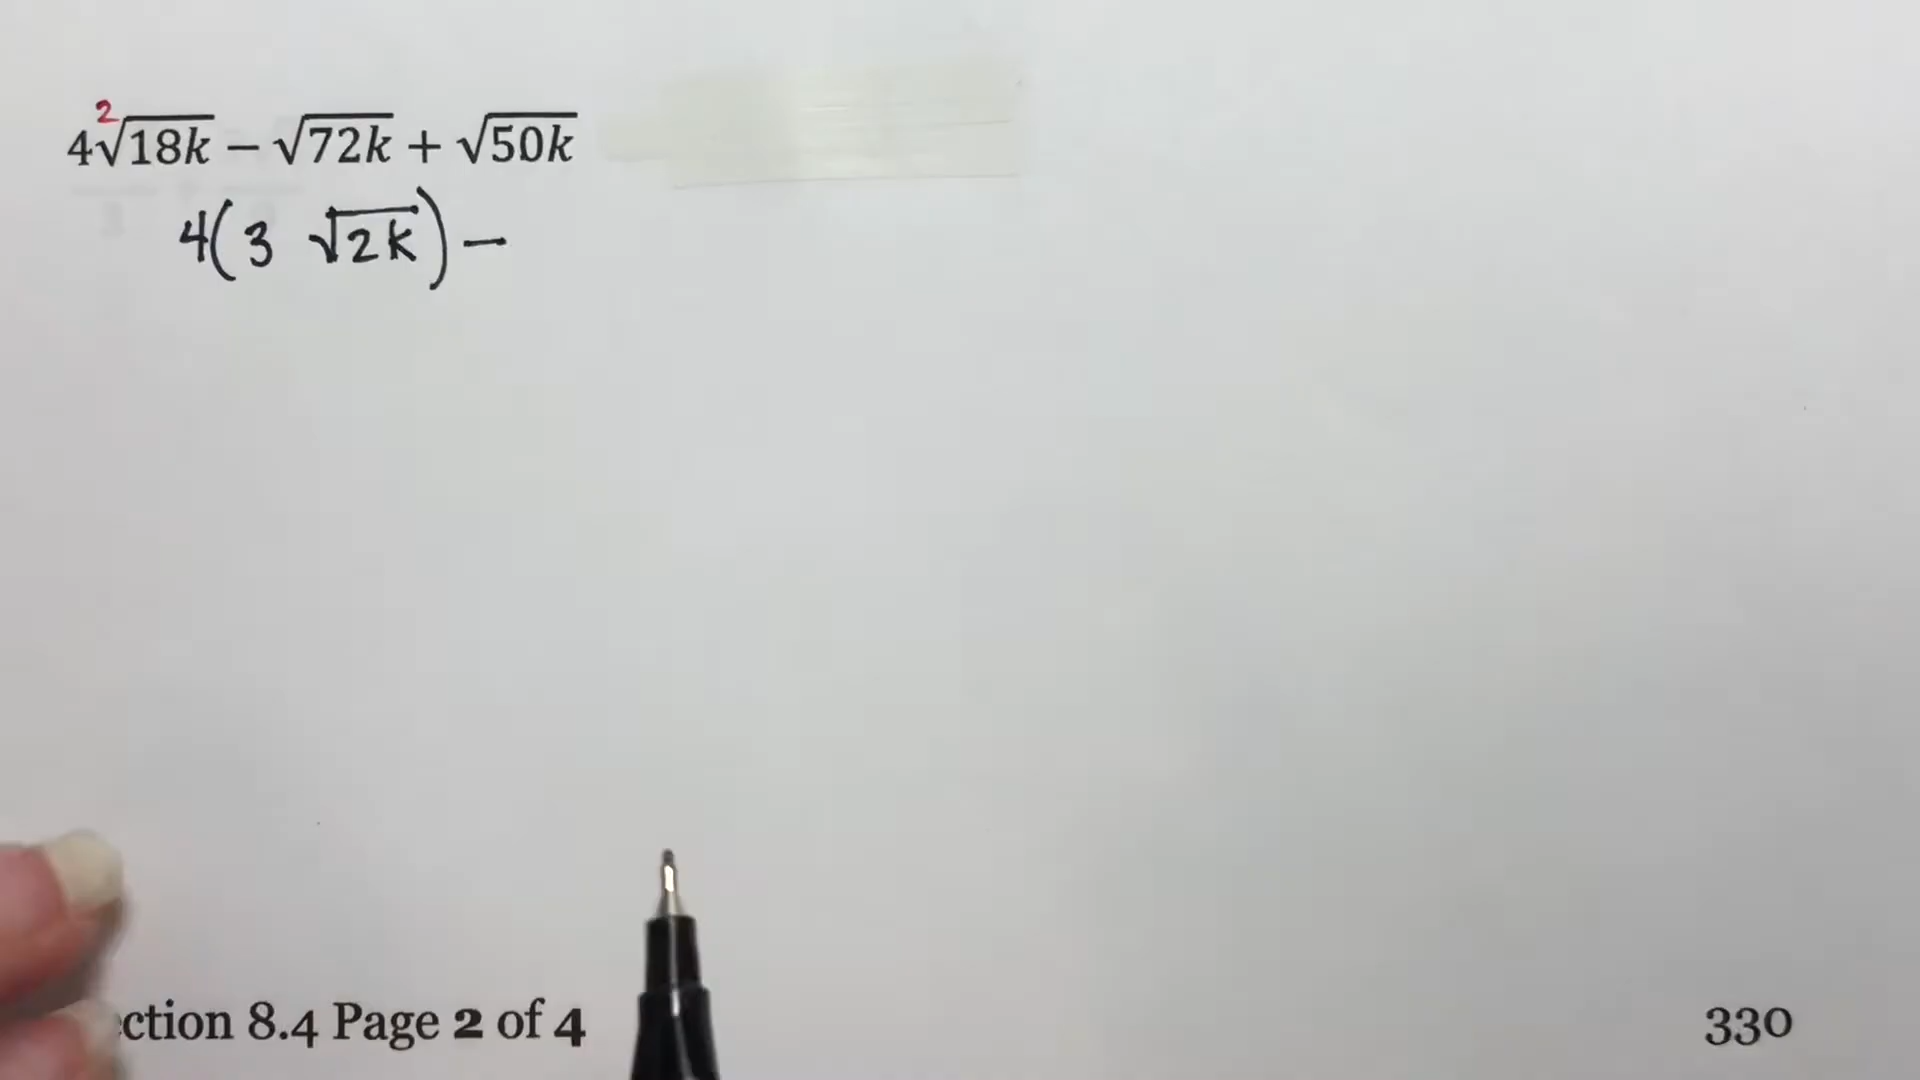 4²√18k − √72k + √50k
4(3 √2k) −
ction 8.4 Page 2 of 4
330